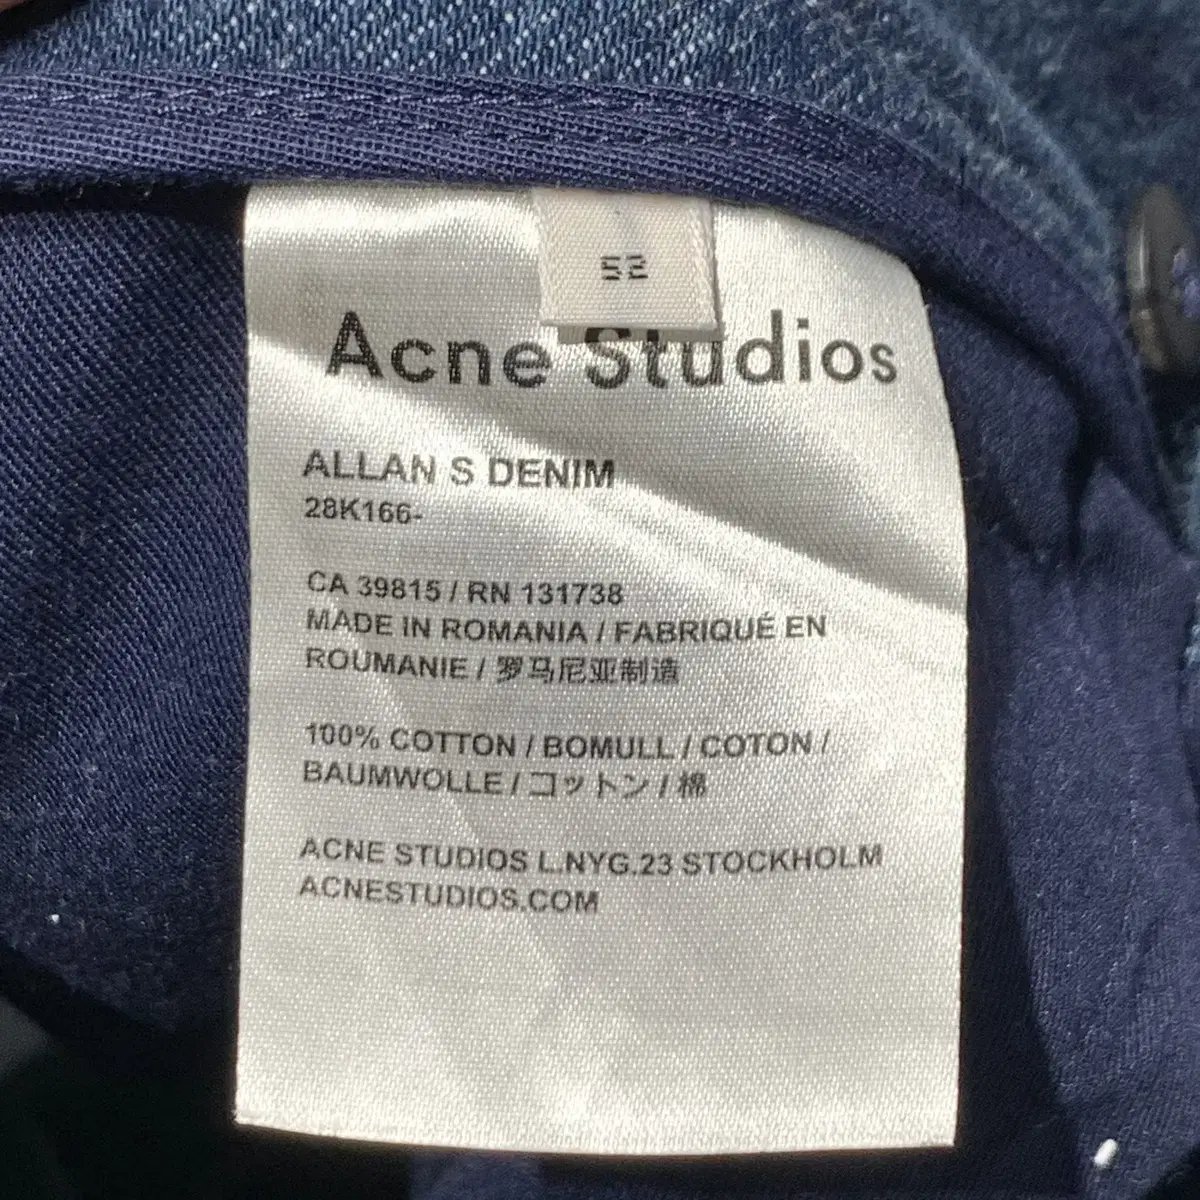 52
Acne Studios
ALLAN S DENIM
28K166-
CA 39815 / RN 131738
MADE IN ROMANIA / FABRIQUÉ EN
ROUMANIE / 罗马尼亚制造
100% COTTON / BOMULL / COTON /
BAUMWOLLE / コットン / 棉
ACNE STUDIOS L.NYG.23 STOCKHOLM
ACNESTUDIOS.COM